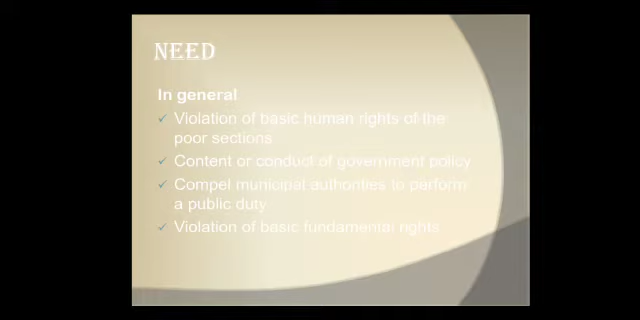 NEED
In general
✓ Violation of basic human rights of the
poor sections
✓ Content or conduct of government policy
✓ Compel municipal authorities to perform
a public duty
✓ Violation of basic fundamental rights